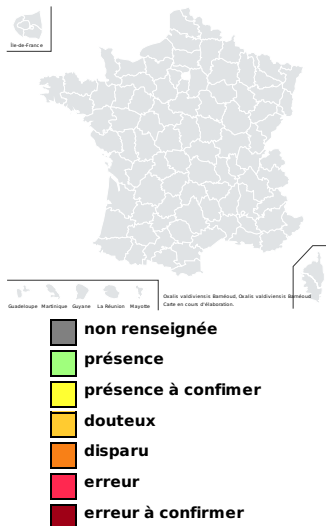 Île-de-France
Guadeloupe Martinique Guyane La Réunion Mayotte
Oxalis valdiviensis Barnéoud, Oxalis valdiviensis Barnéoud
Carte en cours d'élaboration.
non renseignée
présence
présence à confimer
douteux
disparu
erreur
erreur à confirmer